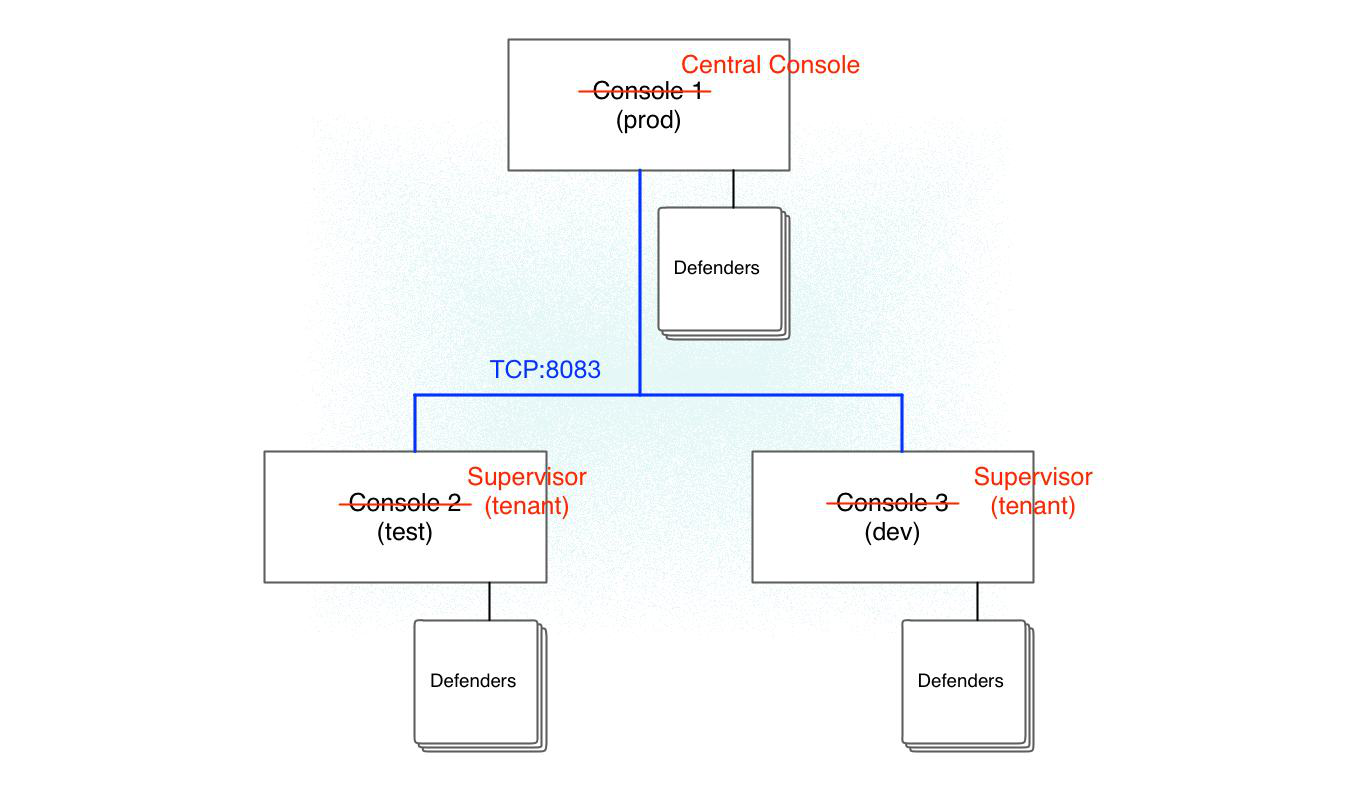 Central Console
Console 1
(prod)
Defenders
TCP:8083
Supervisor
(tenant)
Console 2
(test)
Supervisor
(tenant)
Console 3
(dev)
Defenders
Defenders